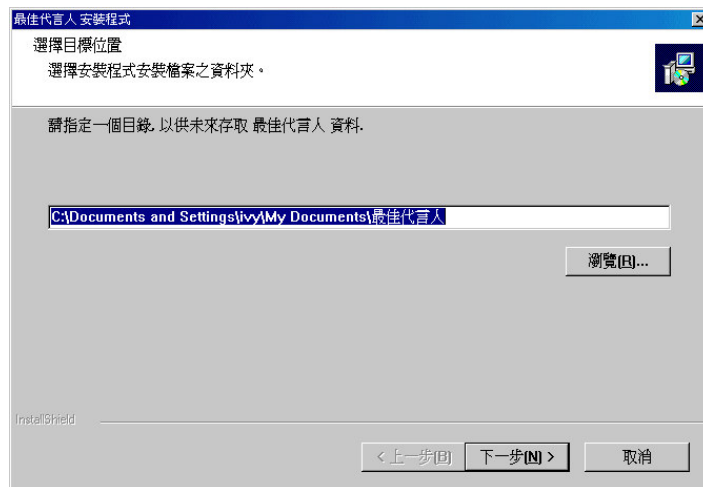 最佳代言人 安裝程式
選擇目標位置
選擇安裝程式安裝檔案之資料夾。
請指定一個目錄, 以供未來存取 最佳代言人 資料.
C:\Documents and Settings\ivy\My Documents\最佳代言人
瀏覽(R)...
InstallShield
< 上一步(B) 下一步(N) > 取消